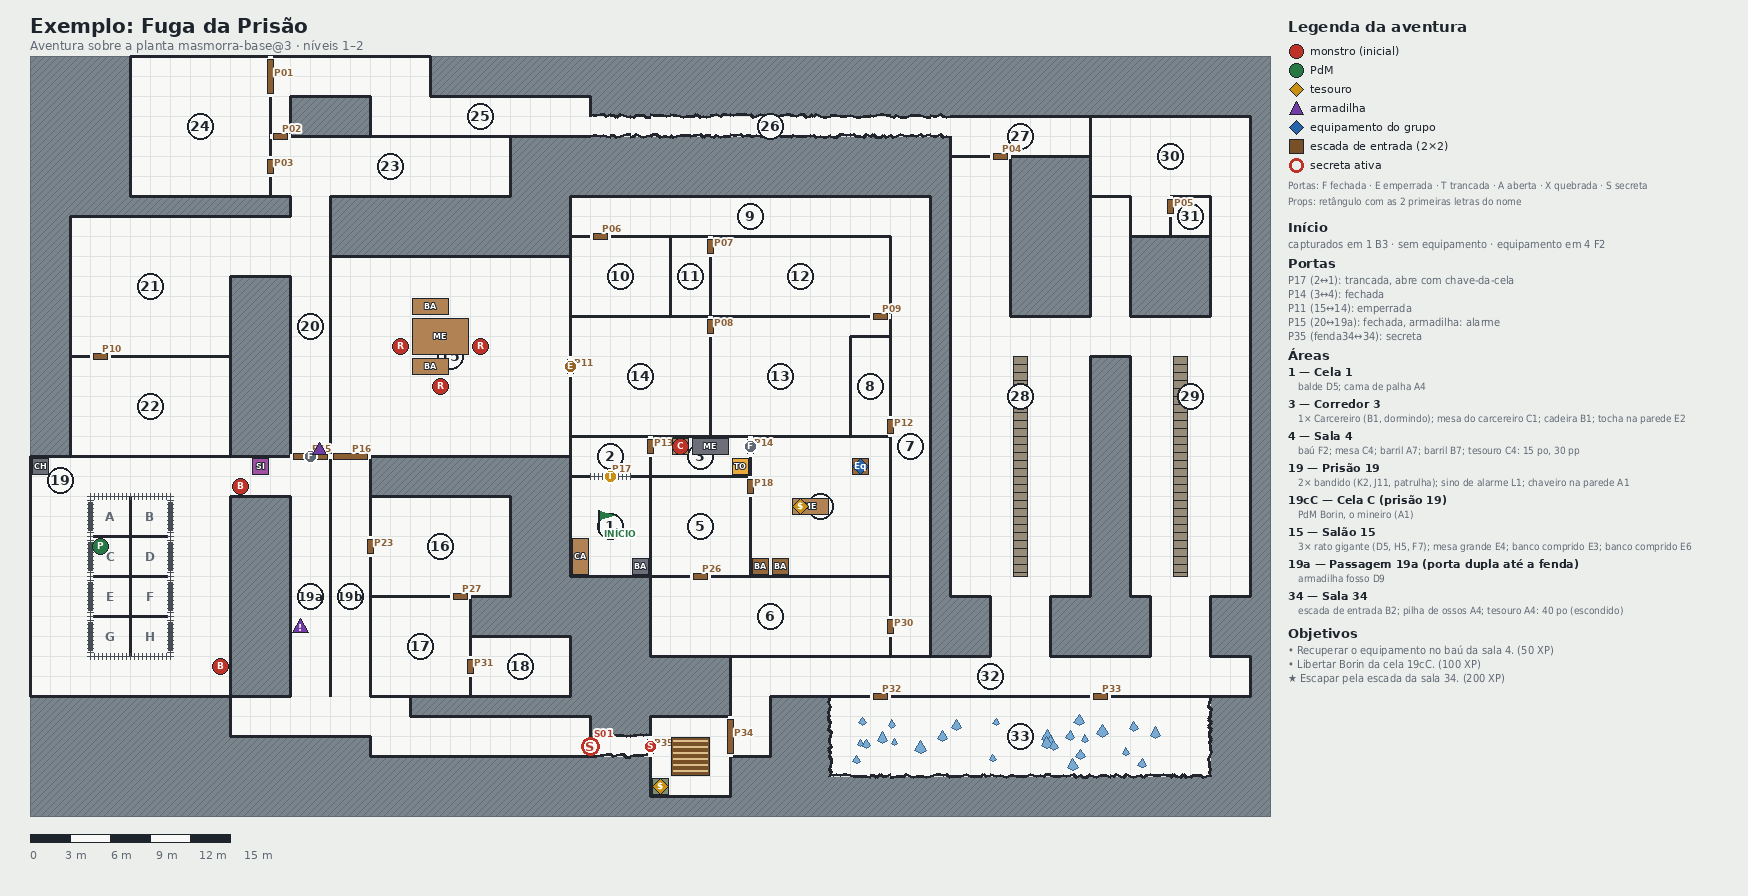 Exemplo: Fuga da Prisão
Aventura sobre a planta masmorra-base@3 · níveis 1–2
P01
P02
24
25
26
27
P04
30
P03
23
P05
31
9
P06
P07
21
10
11
12
BA
P09
20
ME
P08
R
R
P10
BA
E
P11
R
14
13
8
22
28
29
P12
P13
C
ME
F
P14
7
F
P16
2
3
CH
SI
TO
Eq
19
P17
T
B
P18
$
ME
A
B
INÍCIO
1
5
P
C
D
P23
16
CA
BA
BA
BA
P26
E
F
19a
19b
P27
6
!
P30
G
H
17
18
P31
B
32
P32
P33
S01
S
S
P35
P34
33
$
0
3 m
6 m
9 m
12 m
15 m
Legenda da aventura
monstro (inicial)
PdM
tesouro
armadilha
equipamento do grupo
escada de entrada (2×2)
secreta ativa
Portas: F fechada · E emperrada · T trancada · A aberta · X quebrada · S secreta
Props: retângulo com as 2 primeiras letras do nome
Início
capturados em 1 B3 · sem equipamento · equipamento em 4 F2
Portas
P17 (2↔1): trancada, abre com chave-da-cela
P14 (3↔4): fechada
P11 (15↔14): emperrada
P15 (20↔19a): fechada, armadilha: alarme
P35 (fenda34↔34): secreta
Áreas
1 — Cela 1
balde D5; cama de palha A4
3 — Corredor 3
1× Carcereiro (B1, dormindo); mesa do carcereiro C1; cadeira B1; tocha na parede E2
4 — Sala 4
baú F2; mesa C4; barril A7; barril B7; tesouro C4: 15 po, 30 pp
19 — Prisão 19
2× bandido (K2, J11, patrulha); sino de alarme L1; chaveiro na parede A1
19cC — Cela C (prisão 19)
PdM Borin, o mineiro (A1)
15 — Salão 15
3× rato gigante (D5, H5, F7); mesa grande E4; banco comprido E3; banco comprido E6
19a — Passagem 19a (porta dupla até a fenda)
armadilha fosso D9
34 — Sala 34
escada de entrada B2; pilha de ossos A4; tesouro A4: 40 po (escondido)
Objetivos
• Recuperar o equipamento no baú da sala 4. (50 XP)
• Libertar Borin da cela 19cC. (100 XP)
★ Escapar pela escada da sala 34. (200 XP)